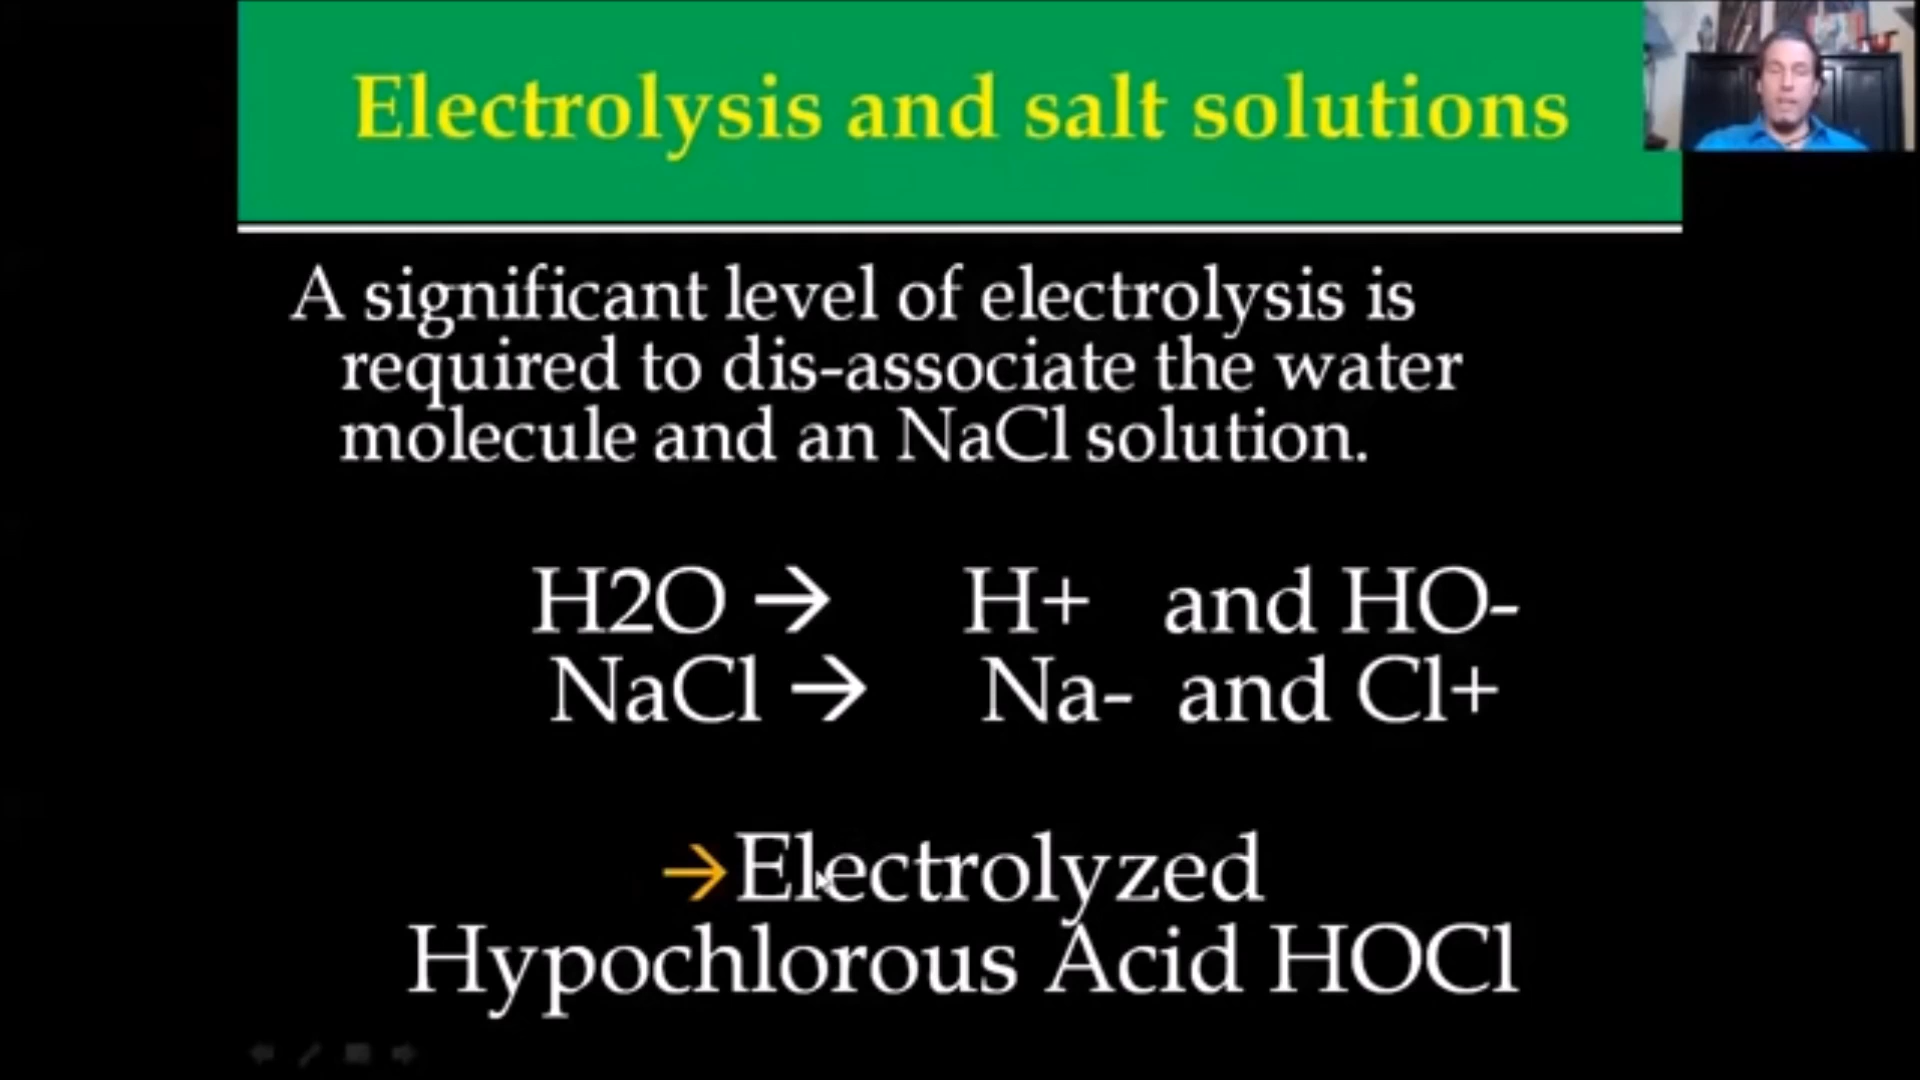 Electrolysis and salt solutions
A significant level of electrolysis is
required to dis-associate the water
molecule and an NaCl solution.
H2O → H+ and HO-
NaCl → Na- and Cl+
→Electrolyzed
Hypochlorous Acid HOCl